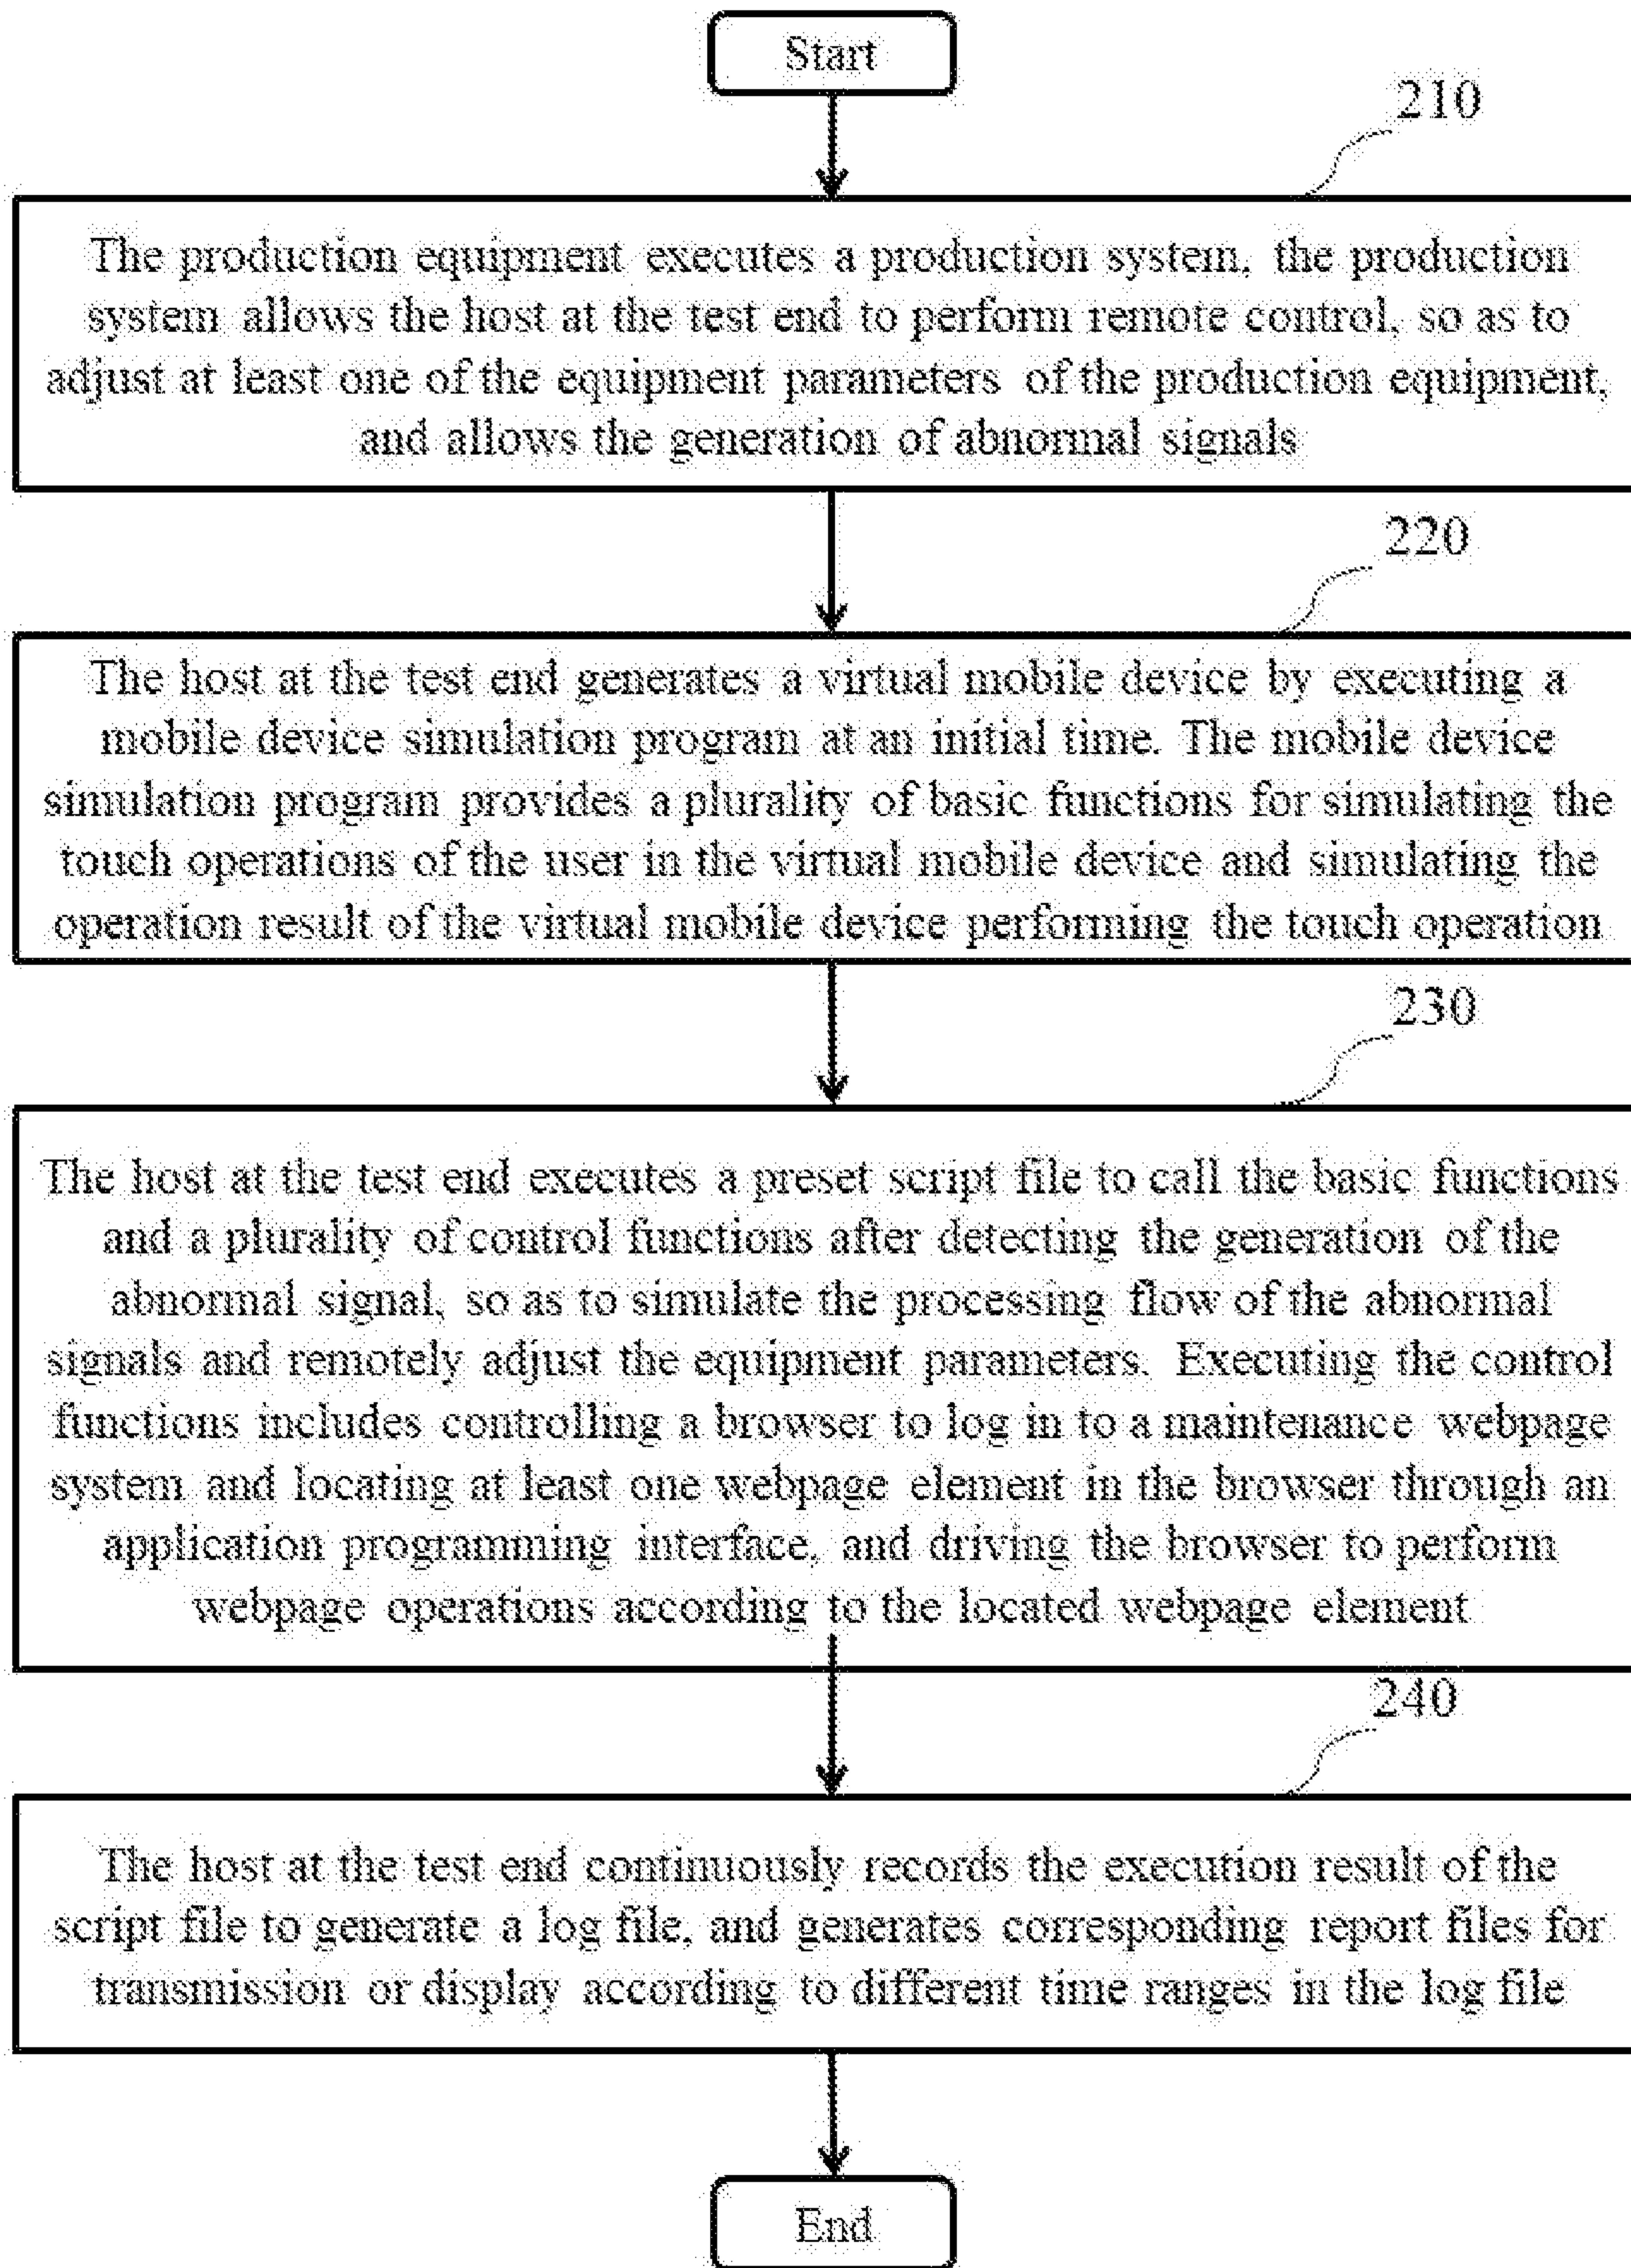 Start
210
The production equipment executes a production system, the production
system allows the host at the test end to perform remote control, so as to
adjust at least one of the equipment parameters of the production equipment,
and allows the generation of abnormal signals
220
The host at the test end generates a virtual mobile device by executing a
mobile device simulation program at an initial time. The mobile device
simulation program provides a plurality of basic functions for simulating the
touch operations of the user in the virtual mobile device and simulating the
operation result of the virtual mobile device performing the touch operation
230
The host at the test end executes a preset script file to call the basic functions
and a plurality of control functions after detecting the generation of the
abnormal signal, so as to simulate the processing flow of the abnormal
signals and remotely adjust the equipment parameters. Executing the control
functions includes controlling a browser to log in to a maintenance webpage
system and locating at least one webpage element in the browser through an
application programming interface, and driving the browser to perform
webpage operations according to the located webpage element
240
The host at the test end continuously records the execution result of the
script file to generate a log file, and generates corresponding report files for
transmission or display according to different time ranges in the log file
End